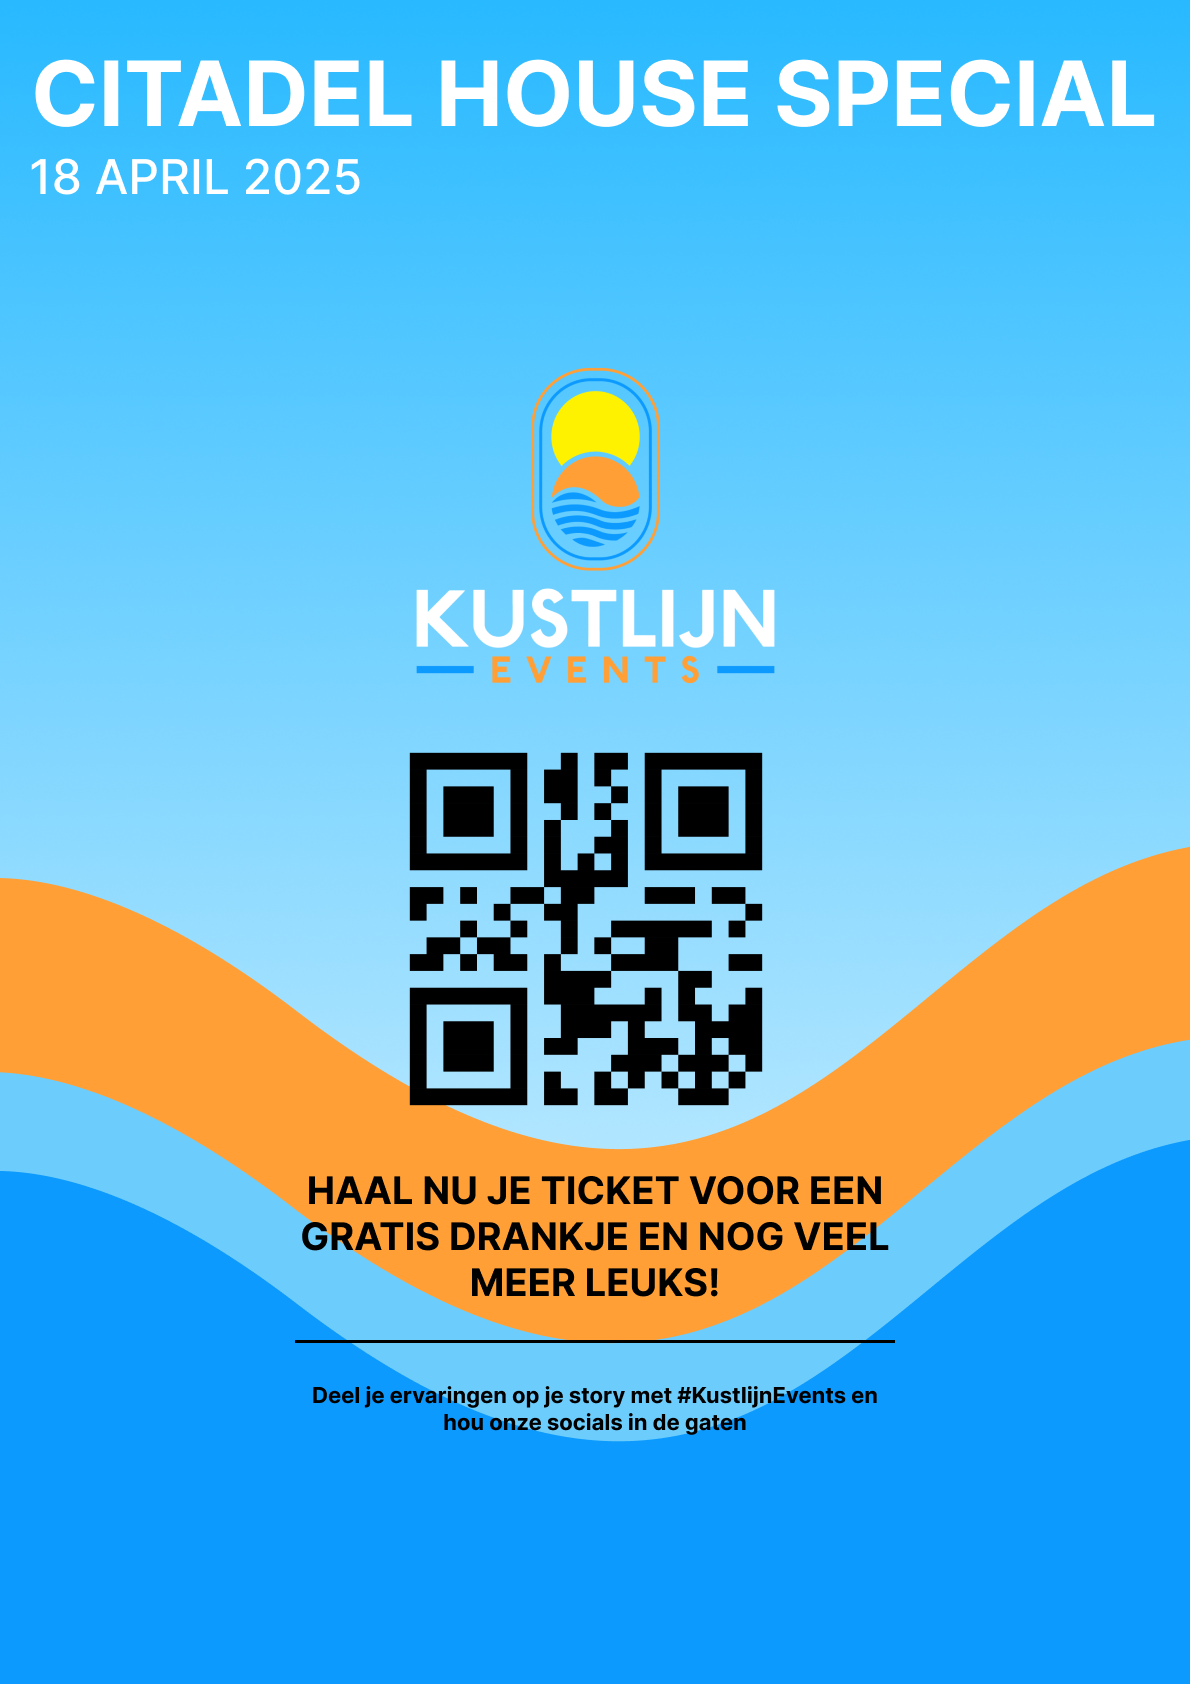 CITADEL HOUSE SPECIAL
18 APRIL 2025
KUSTLIJN
EVENTS
HAAL NU JE TICKET VOOR EEN
GRATIS DRANKJE EN NOG VEEL
MEER LEUKS!
Deel je ervaringen op je story met #KustlijnEvents en
hou onze socials in de gaten